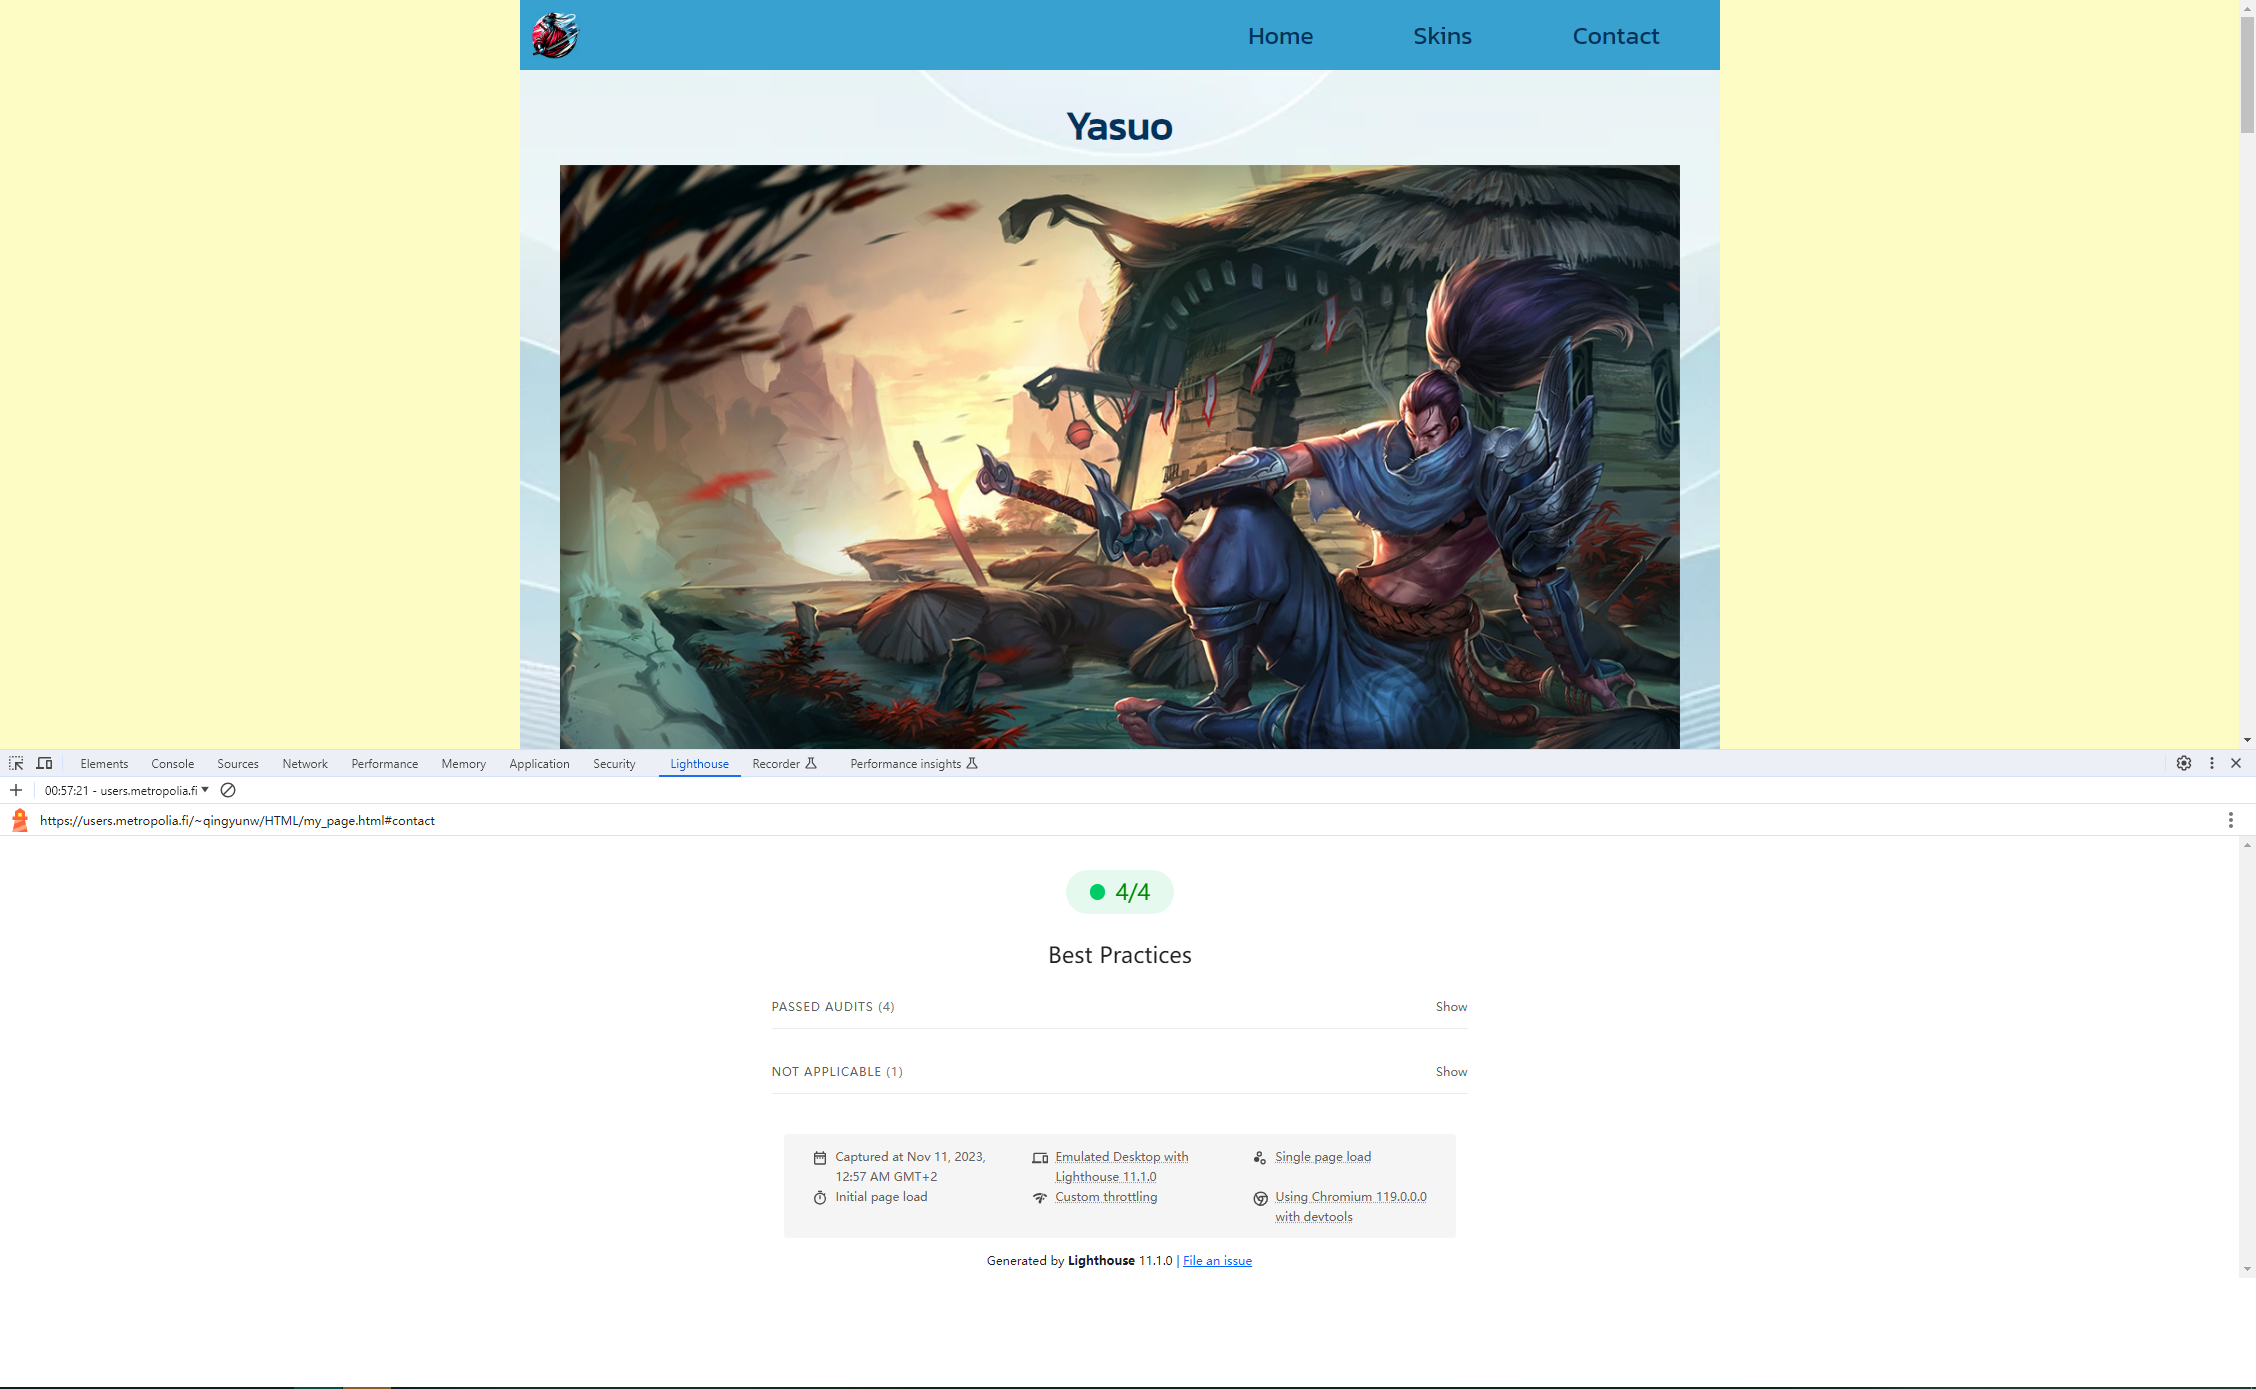 Home Skins Contact
Yasuo
Elements Console Sources Network Performance Memory Application Security Lighthouse Recorder Performance insights
00:57:21 - users.metropolia.fi
https://users.metropolia.fi/~qingyunw/HTML/my_page.html#contact
4/4
Best Practices
PASSED AUDITS (4) Show
NOT APPLICABLE (1) Show
Captured at Nov 11, 2023,
12:57 AM GMT+2
Emulated Desktop with
Lighthouse 11.1.0
Single page load
Initial page load
Custom throttling
Using Chromium 119.0.0.0
with devtools
Generated by Lighthouse 11.1.0 | File an issue